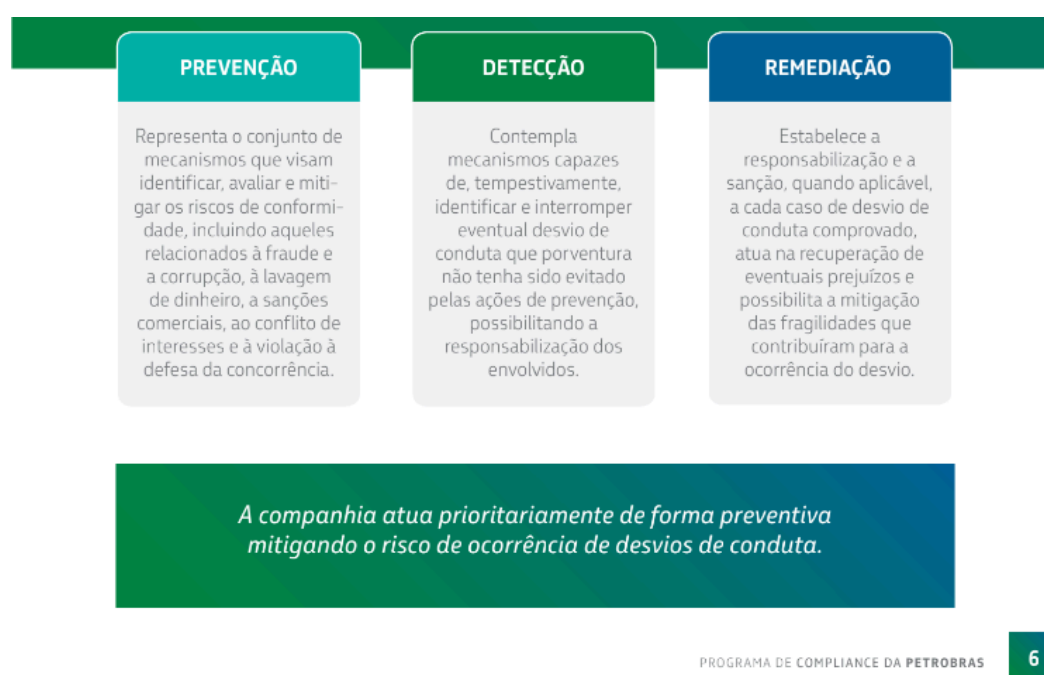 PREVENÇÃO
Representa o conjunto de
mecanismos que visam
identificar, avaliar e miti-
gar os riscos de conformi-
dade, incluindo aqueles
relacionados à fraude e
a corrupção, à lavagem
de dinheiro, a sanções
comerciais, ao conflito de
interesses e à violação à
defesa da concorrência.
DETECÇÃO
Contempla
mecanismos capazes
de, tempestivamente,
identificar e interromper
eventual desvio de
conduta que porventura
não tenha sido evitado
pelas ações de prevenção,
possibilitando a
responsabilização dos
envolvidos.
REMEDIAÇÃO
Estabelece a
responsabilização e a
sanção, quando aplicável,
a cada caso de desvio de
conduta comprovado,
atua na recuperação de
eventuais prejuízos e
possibilita a mitigação
das fragilidades que
contribuíram para a
ocorrência do desvio.
A companhia atua prioritariamente de forma preventiva
mitigando o risco de ocorrência de desvios de conduta.
PROGRAMA DE COMPLIANCE DA PETROBRAS 6